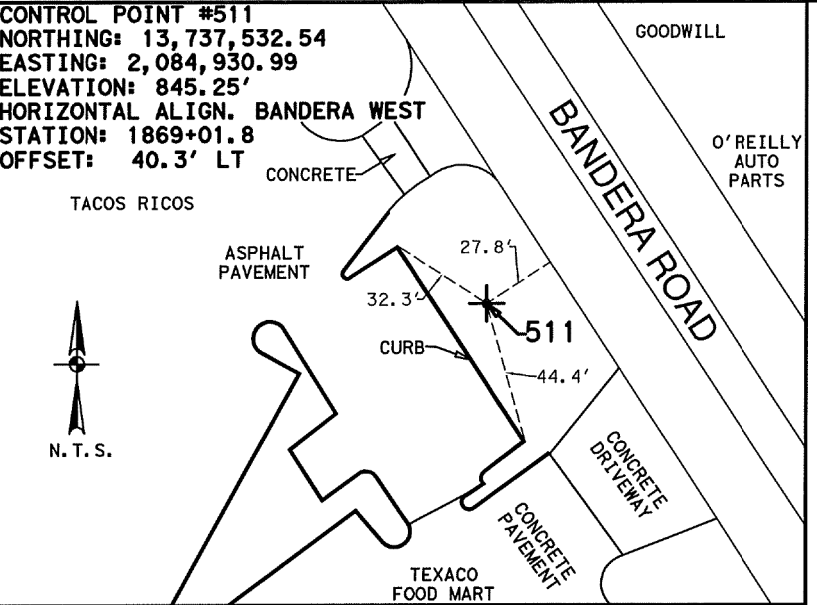 CONTROL POINT #511
NORTHING: 13,737,532.54
EASTING: 2,084,930.99
ELEVATION: 845.25'
HORIZONTAL ALIGN. BANDERA WEST
STATION: 1869+01.8
OFFSET: 40.3' LT
GOODWILL
BANDERA ROAD
O'REILLY
AUTO
PARTS
CONCRETE
TACOS RICOS
ASPHALT
PAVEMENT
27.8'
32.3'
511
CURB
44.4'
N.T.S.
CONCRETE
DRIVEWAY
CONCRETE
PAVEMENT
TEXACO
FOOD MART